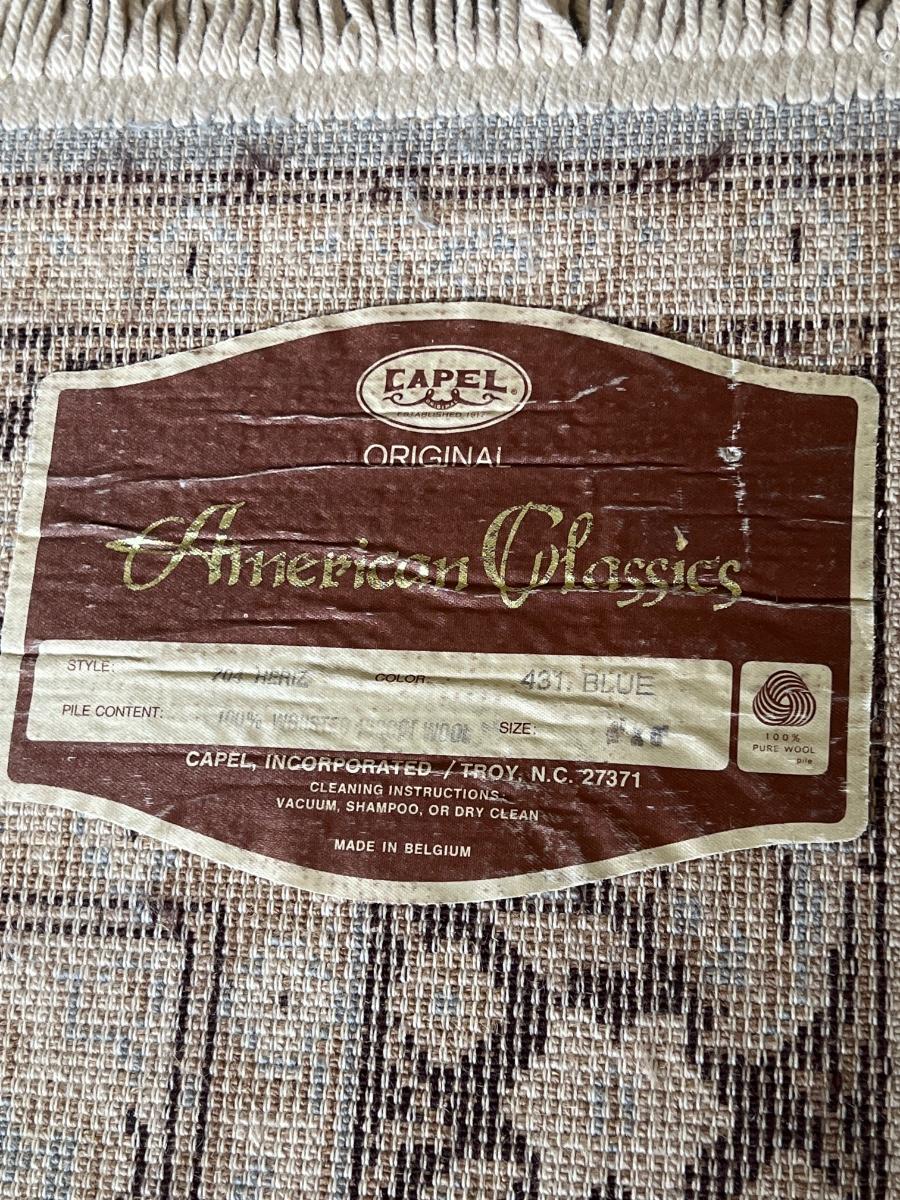 CAPEL®
ORIGINAL
ESTABLISHED 1917
ORIGINAL
American Classics
STYLE: 704 HERIZ COLOR: 431. BLUE
PILE CONTENT: 100% WORSTED WOOL SIZE:
100%
PURE WOOL
pile
CAPEL, INCORPORATED / TROY, N.C. 27371
CLEANING INSTRUCTIONS:
VACUUM, SHAMPOO, OR DRY CLEAN
MADE IN BELGIUM